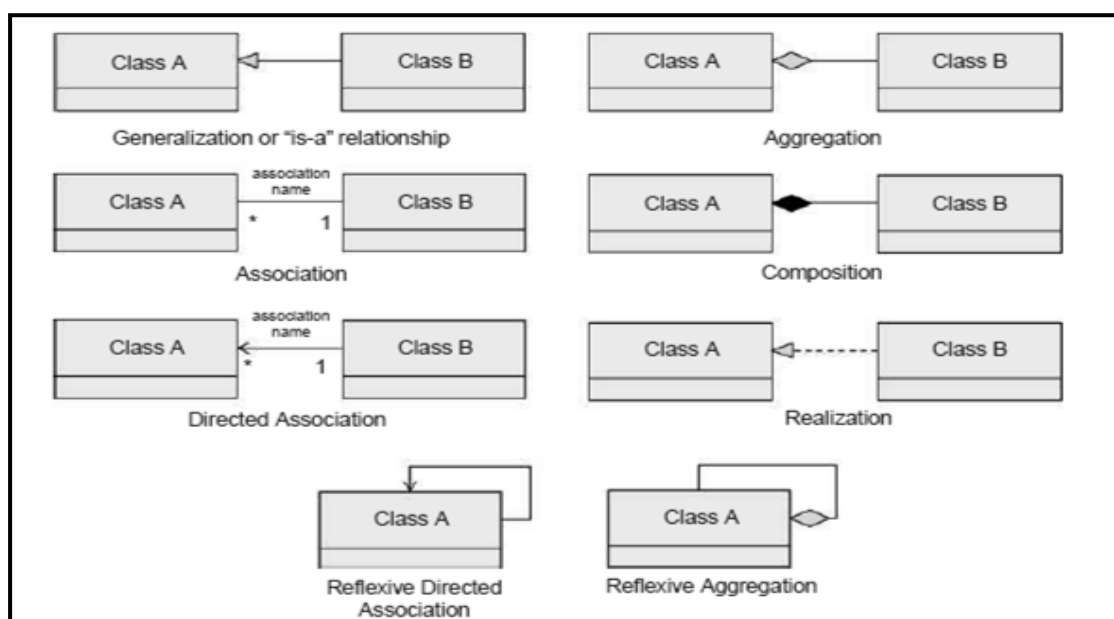 Class A
Class B
Generalization or “is-a” relationship
Class A
Class B
Aggregation
Class A
association
name
*
1
Class B
Association
Class A
Class B
Composition
Class A
association
name
*
1
Class B
Directed Association
Class A
Class B
Realization
Class A
Reflexive Directed
Association
Class A
Reflexive Aggregation